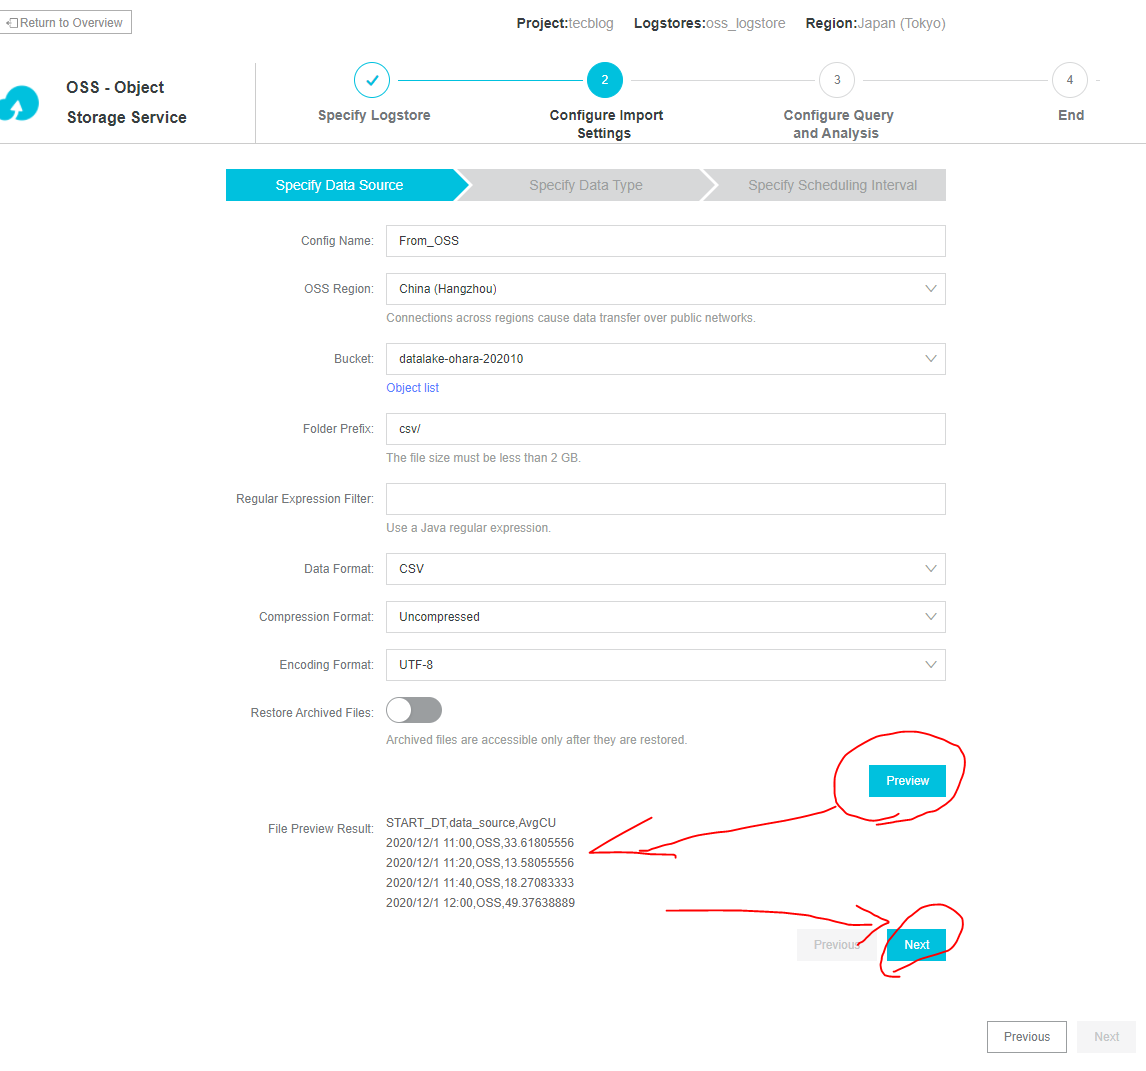 Return to Overview
Project:tecblog Logstores:oss_logstore Region:Japan (Tokyo)
OSS - Object
Storage Service
Specify Logstore
2
Configure Import
Settings
3
Configure Query
and Analysis
4
End
Specify Data Source
Specify Data Type
Specify Scheduling Interval
Config Name: From_OSS
OSS Region: China (Hangzhou)
Connections across regions cause data transfer over public networks.
Bucket: datalake-ohara-202010
Object list
Folder Prefix: csv/
The file size must be less than 2 GB.
Regular Expression Filter:
Use a Java regular expression.
Data Format: CSV
Compression Format: Uncompressed
Encoding Format: UTF-8
Restore Archived Files:
Archived files are accessible only after they are restored.
Preview
File Preview Result: START_DT,data_source,AvgCU
2020/12/1 11:00,OSS,33.61805556
2020/12/1 11:20,OSS,13.58055556
2020/12/1 11:40,OSS,18.27083333
2020/12/1 12:00,OSS,49.37638889
Previous Next
Previous Next